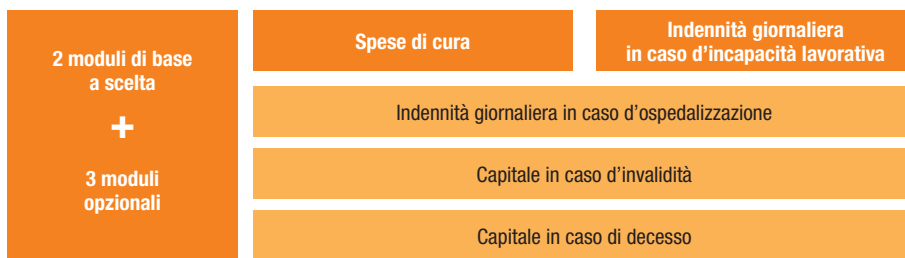 2 moduli di base
a scelta
+
3 moduli
opzionali
Spese di cura
Indennità giornaliera
in caso d'incapacità lavorativa
Indennità giornaliera in caso d'ospedalizzazione
Capitale in caso d'invalidità
Capitale in caso di decesso